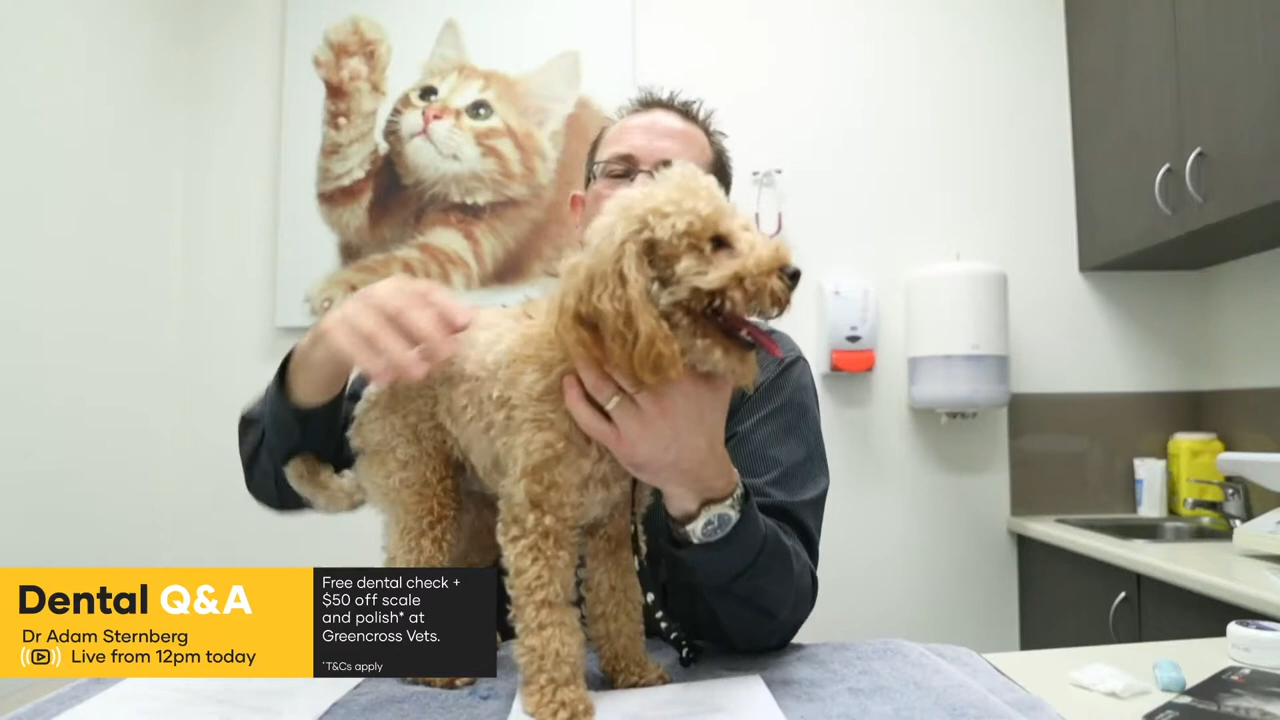 Dental Q&A
Dr Adam Sternberg
Live from 12pm today
Free dental check +
$50 off scale
and polish* at
Greencross Vets.
*T&Cs apply